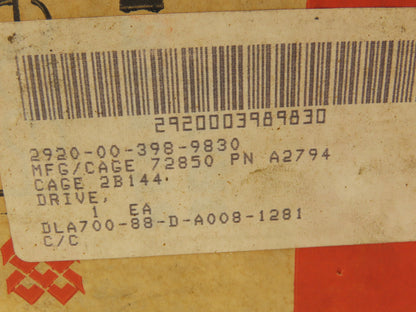 2920003989830
2920-00-398-9830
MFG/CAGE 72850 PN A2794
CAGE 2B144.
DRIVE,
1 EA
DLA700-88-D-A008-1281
C/C